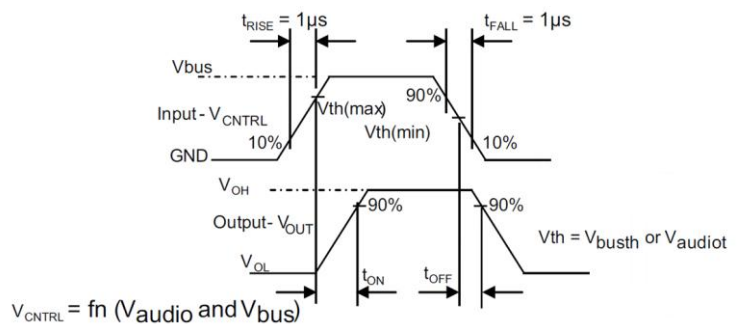 tRISE = 1µs
tFALL = 1µs
Vbus
90%
Vth(max)
Input- VCNTRL
Vth(min)
10%
10%
GND
VOH
90%
90%
Output- VOUT
Vth = Vbusth or Vaudiot
VOL
tON
tOFF
VCNTRL = fn (Vaudio and Vbus)